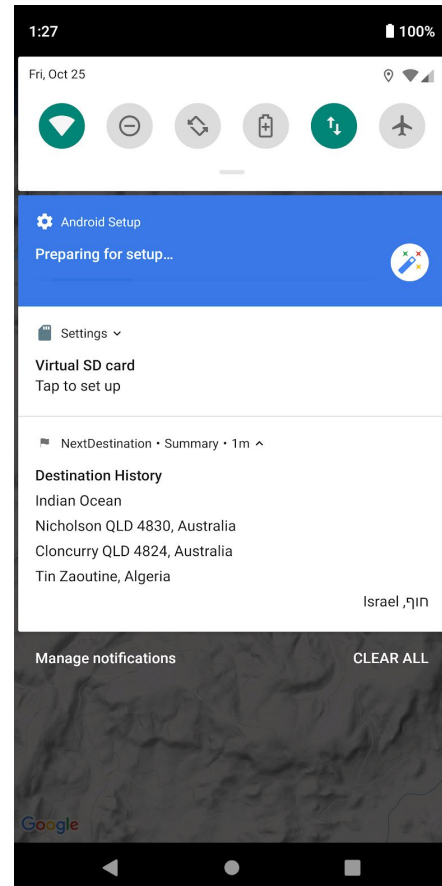 1:27
100%
Fri, Oct 25
Android Setup
Preparing for setup...
Settings
Virtual SD card
Tap to set up
NextDestination • Summary • 1m
Destination History
Indian Ocean
Nicholson QLD 4830, Australia
Cloncurry QLD 4824, Australia
Tin Zaoutine, Algeria
חוף, Israel
Manage notifications
CLEAR ALL
Google